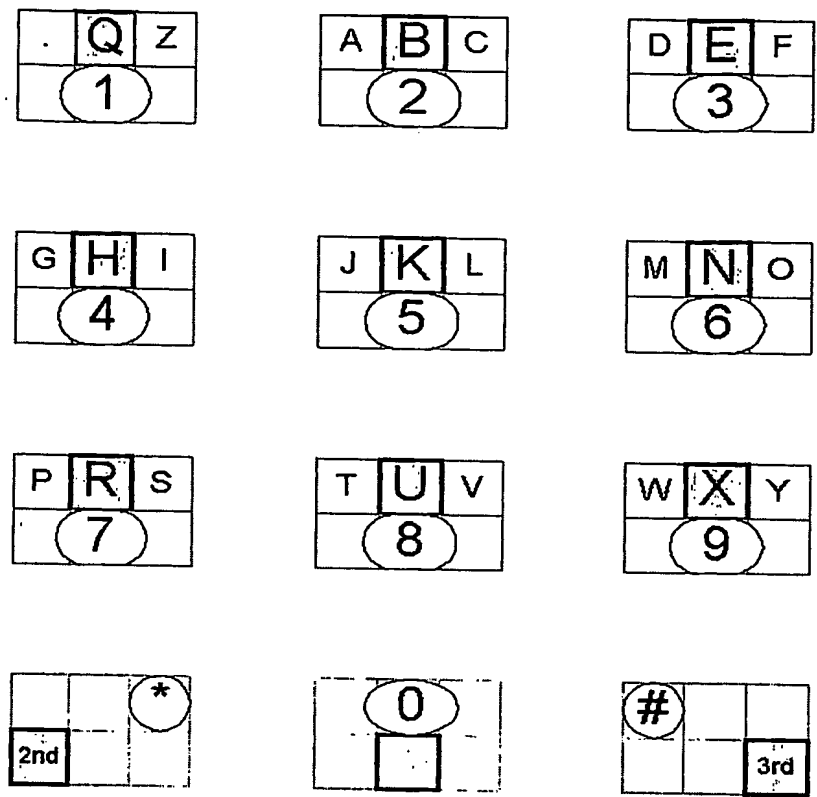 . Q Z A B C D E F
1 2 3
G H I J K L M N O
4 5 6
P R S T U V W X Y
7 8 9
* 0 #
2nd 3rd